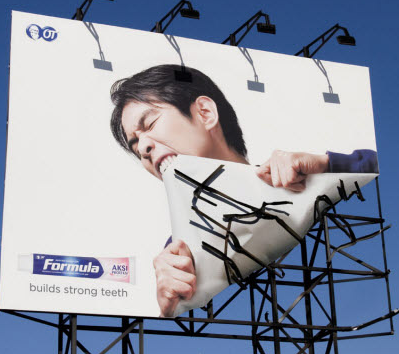 OT
Formula
AKSI
builds strong teeth